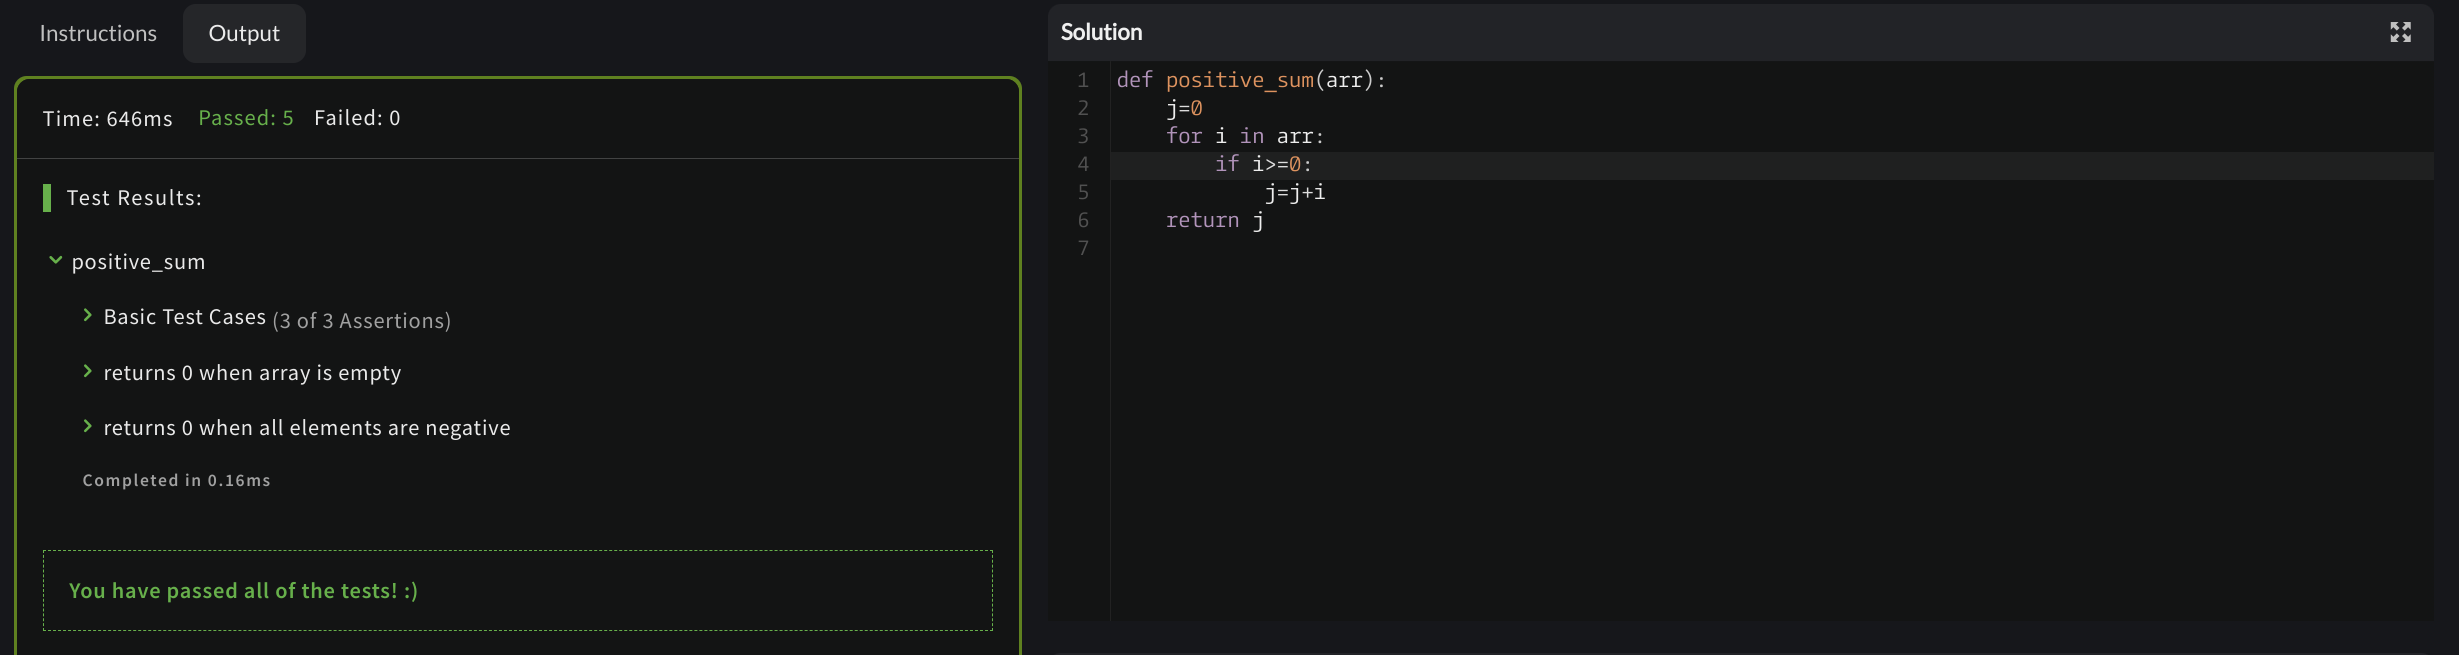 Instructions
Output
Time: 646ms Passed: 5 Failed: 0
Test Results:
positive_sum
Basic Test Cases (3 of 3 Assertions)
returns 0 when array is empty
returns 0 when all elements are negative
Completed in 0.16ms
You have passed all of the tests! :)
Solution
1 def positive_sum(arr):
2     j=0
3     for i in arr:
4         if i>=0:
5             j=j+i
6     return j
7